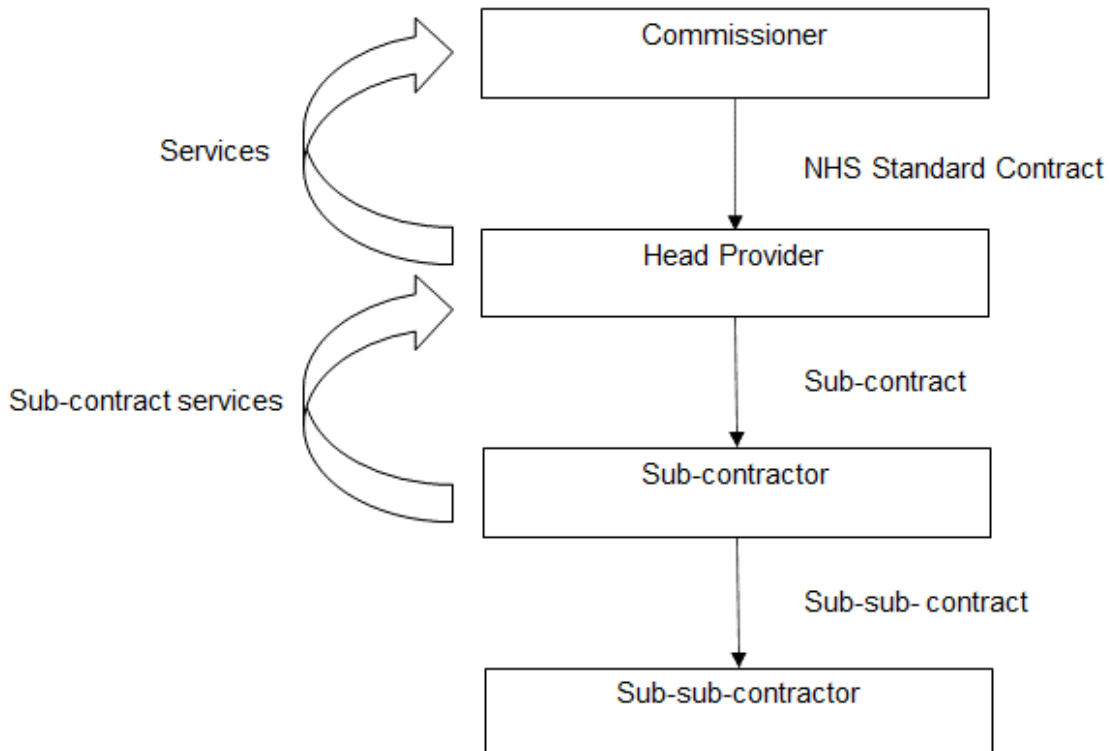 Commissioner
Services
NHS Standard Contract
Head Provider
Sub-contract
Sub-contract services
Sub-contractor
Sub-sub- contract
Sub-sub-contractor